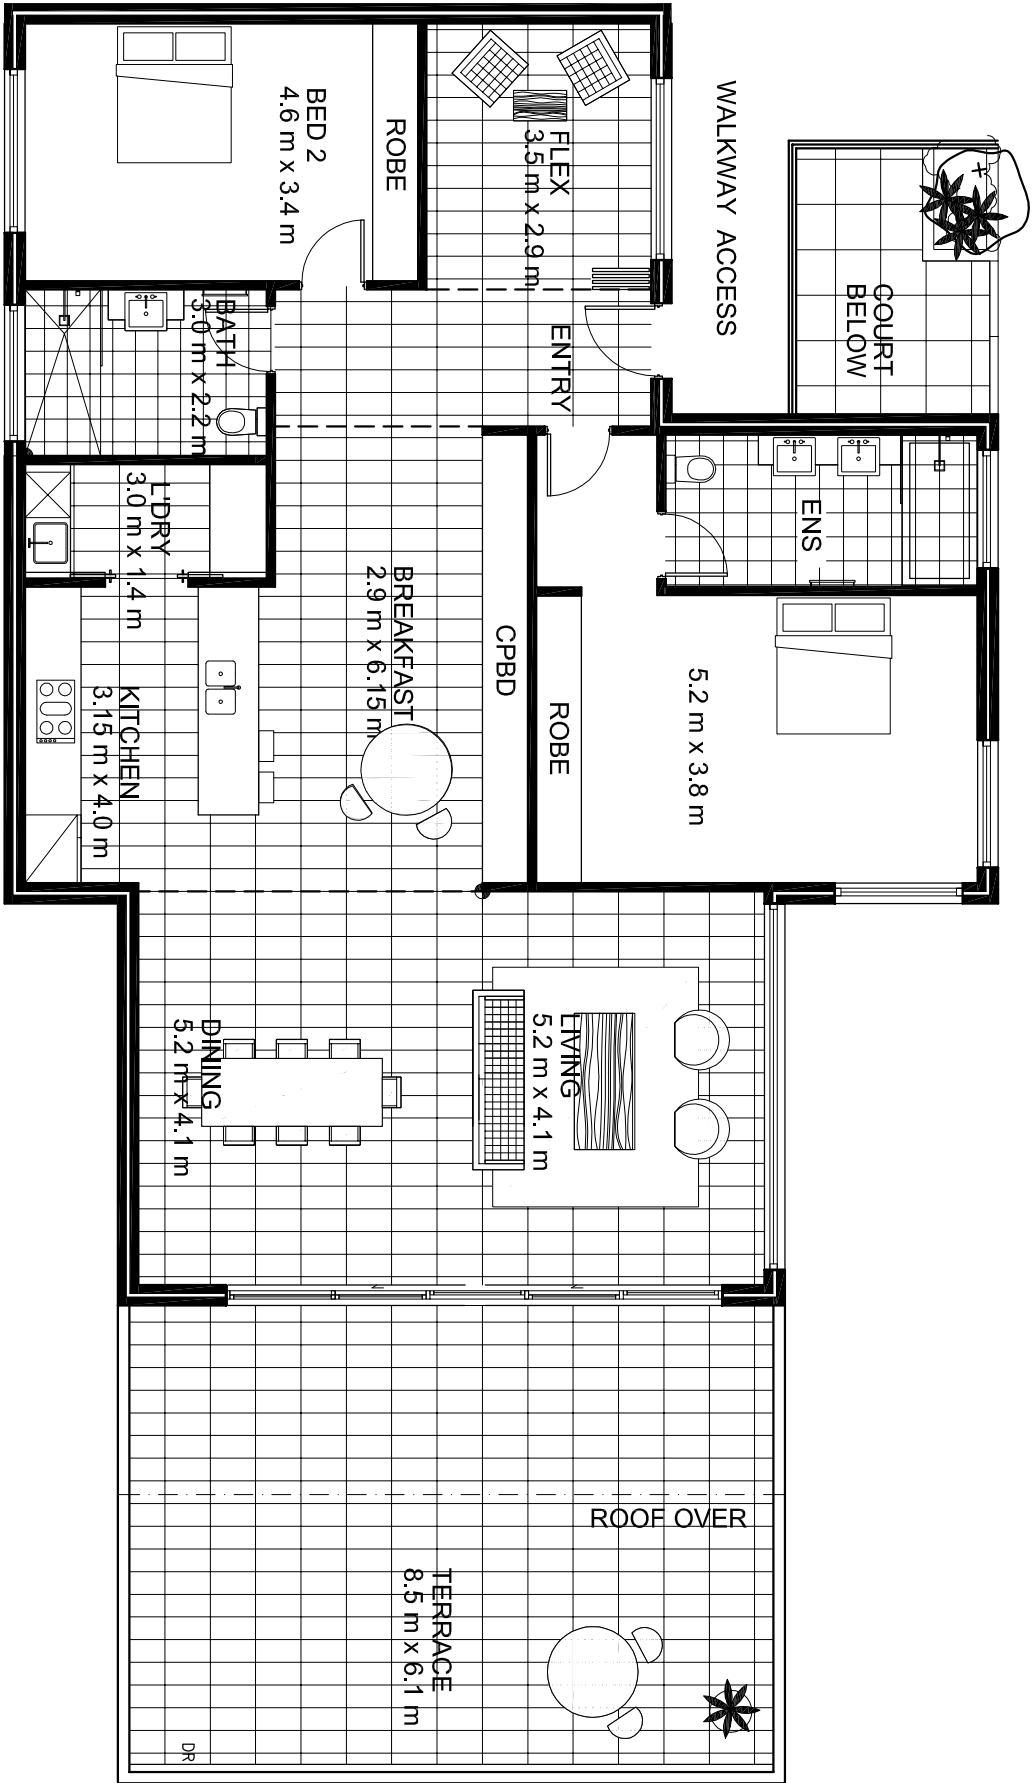 WALKWAY ACCESS
COURT
BELOW
BED 2
4.6 m x 3.4 m
ROBE
FLEX
3.5 m x 2.9 m
ENTRY
BATH
3.0 m x 2.2 m
L'DRY
3.0 m x 1.4 m
ENS
BREAKFAST
2.9 m x 6.15 m
CPBD
ROBE
5.2 m x 3.8 m
KITCHEN
3.15 m x 4.0 m
LIVING
5.2 m x 4.1 m
DINING
5.2 m x 4.1 m
ROOF OVER
TERRACE
8.5 m x 6.1 m
DR